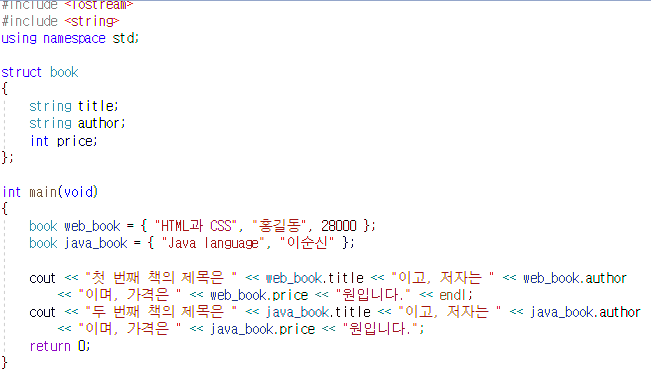 #include <iostream>
#include <string>
using namespace std;
struct book
{
string title;
string author;
int price;
};
int main(void)
{
book web_book = { "HTML과 CSS", "홍길동", 28000 };
book java_book = { "Java language", "이순신" };
cout << "첫 번째 책의 제목은 " << web_book.title << "이고, 저자는 " << web_book.author
<< "이며, 가격은 " << web_book.price << "원입니다." << endl;
cout << "두 번째 책의 제목은 " << java_book.title << "이고, 저자는 " << java_book.author
<< "이며, 가격은 " << java_book.price << "원입니다.";
return 0;
}